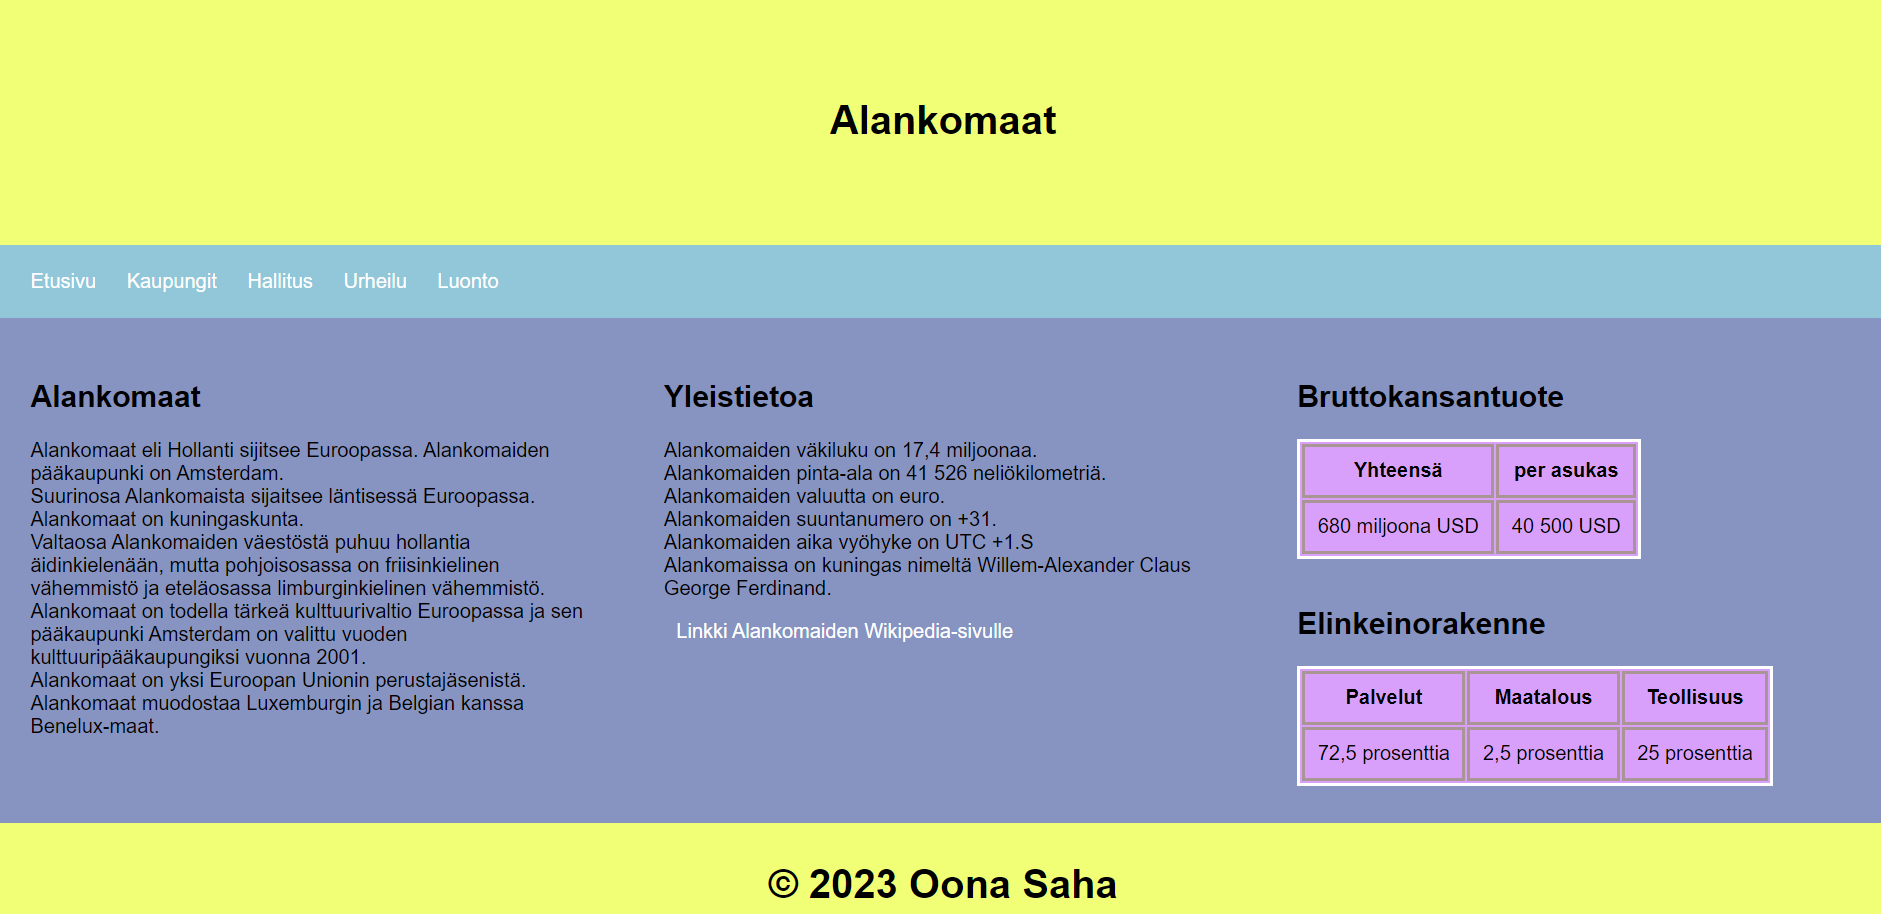 Alankomaat
Etusivu Kaupungit Hallitus Urheilu Luonto
Alankomaat
Alankomaat eli Hollanti sijitsee Euroopassa. Alankomaiden
pääkaupunki on Amsterdam.
Suurinosa Alankomaista sijaitsee läntisessä Euroopassa.
Alankomaat on kuningaskunta.
Valtaosa Alankomaiden väestöstä puhuu hollantia
äidinkielenään, mutta pohjoisosassa on friisinkielinen
vähemmistö ja eteläosassa limburginkielinen vähemmistö.
Alankomaat on todella tärkeä kulttuurivaltio Euroopassa ja sen
pääkaupunki Amsterdam on valittu vuoden
kulttuuripääkaupungiksi vuonna 2001.
Alankomaat on yksi Euroopan Unionin perustajäsenistä.
Alankomaat muodostaa Luxemburgin ja Belgian kanssa
Benelux-maat.
Yleistietoa
Alankomaiden väkiluku on 17,4 miljoonaa.
Alankomaiden pinta-ala on 41 526 neliökilometriä.
Alankomaiden valuutta on euro.
Alankomaiden suuntanumero on +31.
Alankomaiden aika vyöhyke on UTC +1.S
Alankomaissa on kuningas nimeltä Willem-Alexander Claus
George Ferdinand.
Linkki Alankomaiden Wikipedia-sivulle
Bruttokansantuote
Yhteensä per asukas
680 miljoona USD 40 500 USD
Elinkeinorakenne
Palvelut Maatalous Teollisuus
72,5 prosenttia 2,5 prosenttia 25 prosenttia
© 2023 Oona Saha